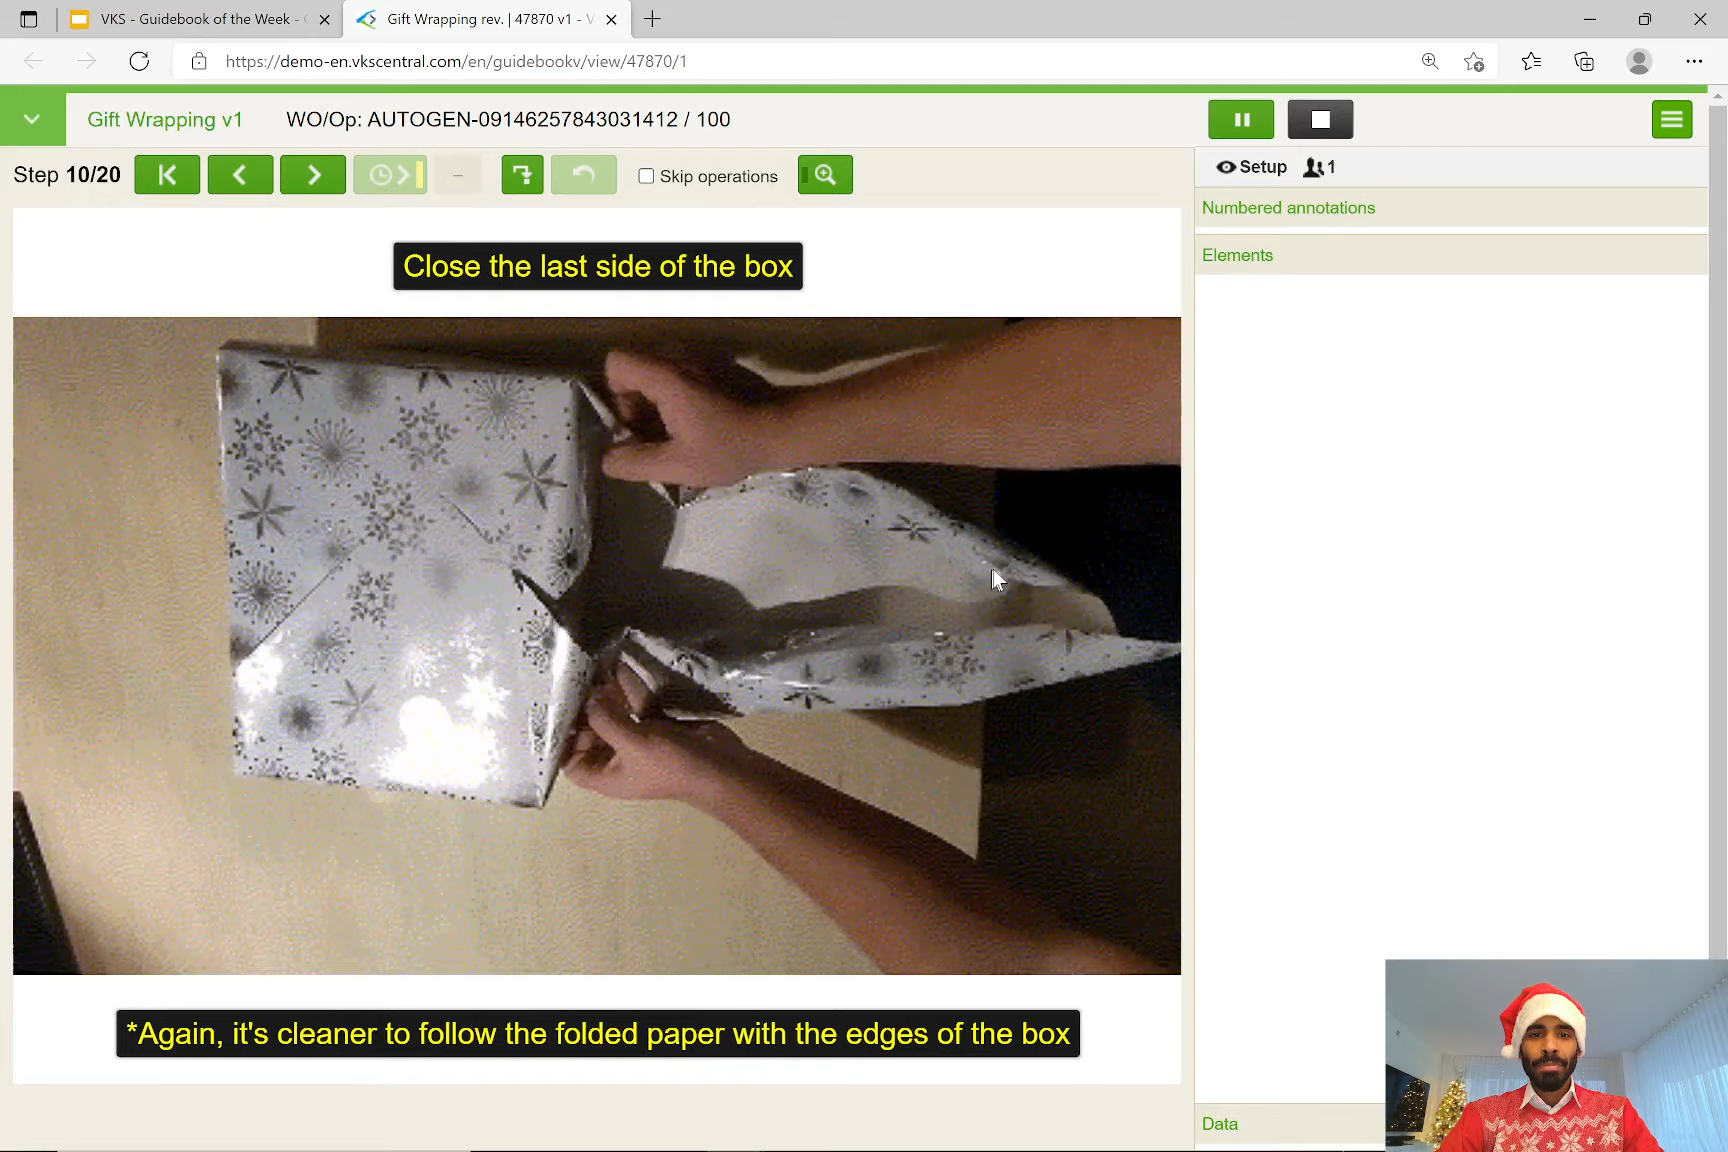 VKS - Guidebook of the Week -
Gift Wrapping rev. | 47870 v1 -
https://demo-en.vkscentral.com/en/guidebookv/view/47870/1
Gift Wrapping v1
WO/Op: AUTOGEN-09146257843031412 / 100
Step 10/20
Skip operations
Setup 1
Numbered annotations
Elements
Close the last side of the box
*Again, it's cleaner to follow the folded paper with the edges of the box
Data